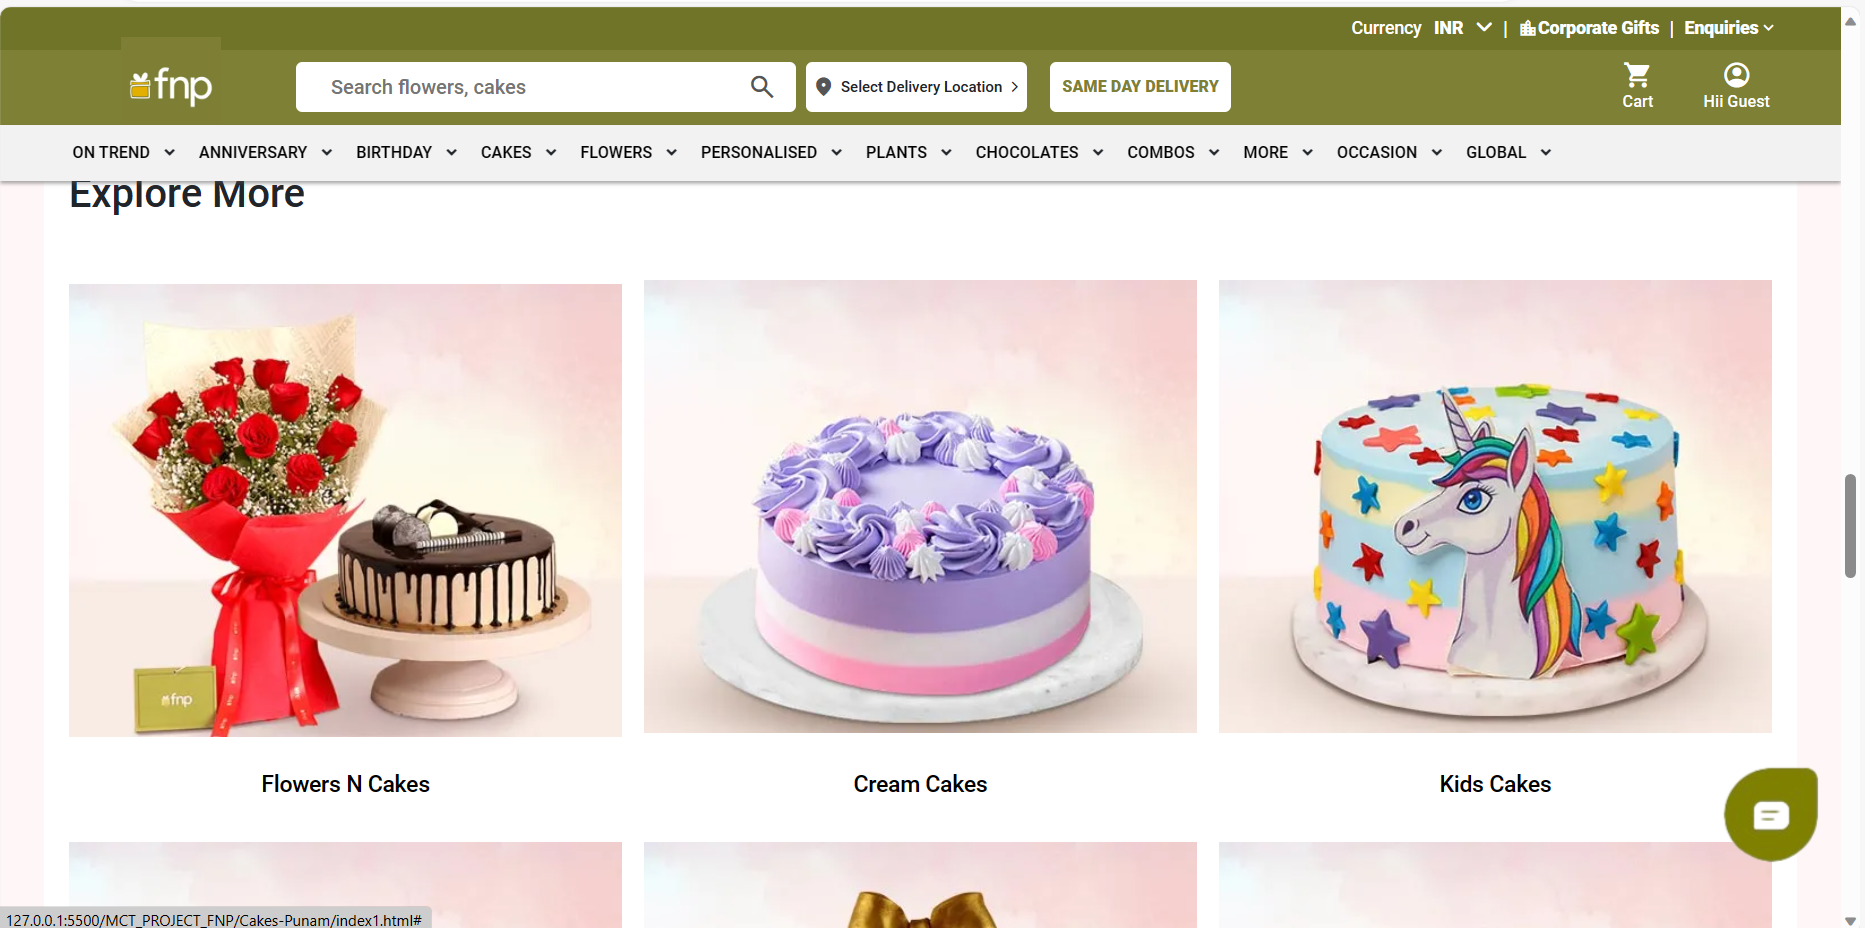 Currency INR | Corporate Gifts | Enquiries
fnp
Search flowers, cakes
Select Delivery Location
SAME DAY DELIVERY
Cart
Hii Guest
ON TREND ANNIVERSARY BIRTHDAY CAKES FLOWERS PERSONALISED PLANTS CHOCOLATES COMBOS MORE OCCASION GLOBAL
Explore More
fnp
Flowers N Cakes
Cream Cakes
Kids Cakes
127.0.0.1:5500/MCT_PROJECT_FNP/Cakes-Punam/index1.html#